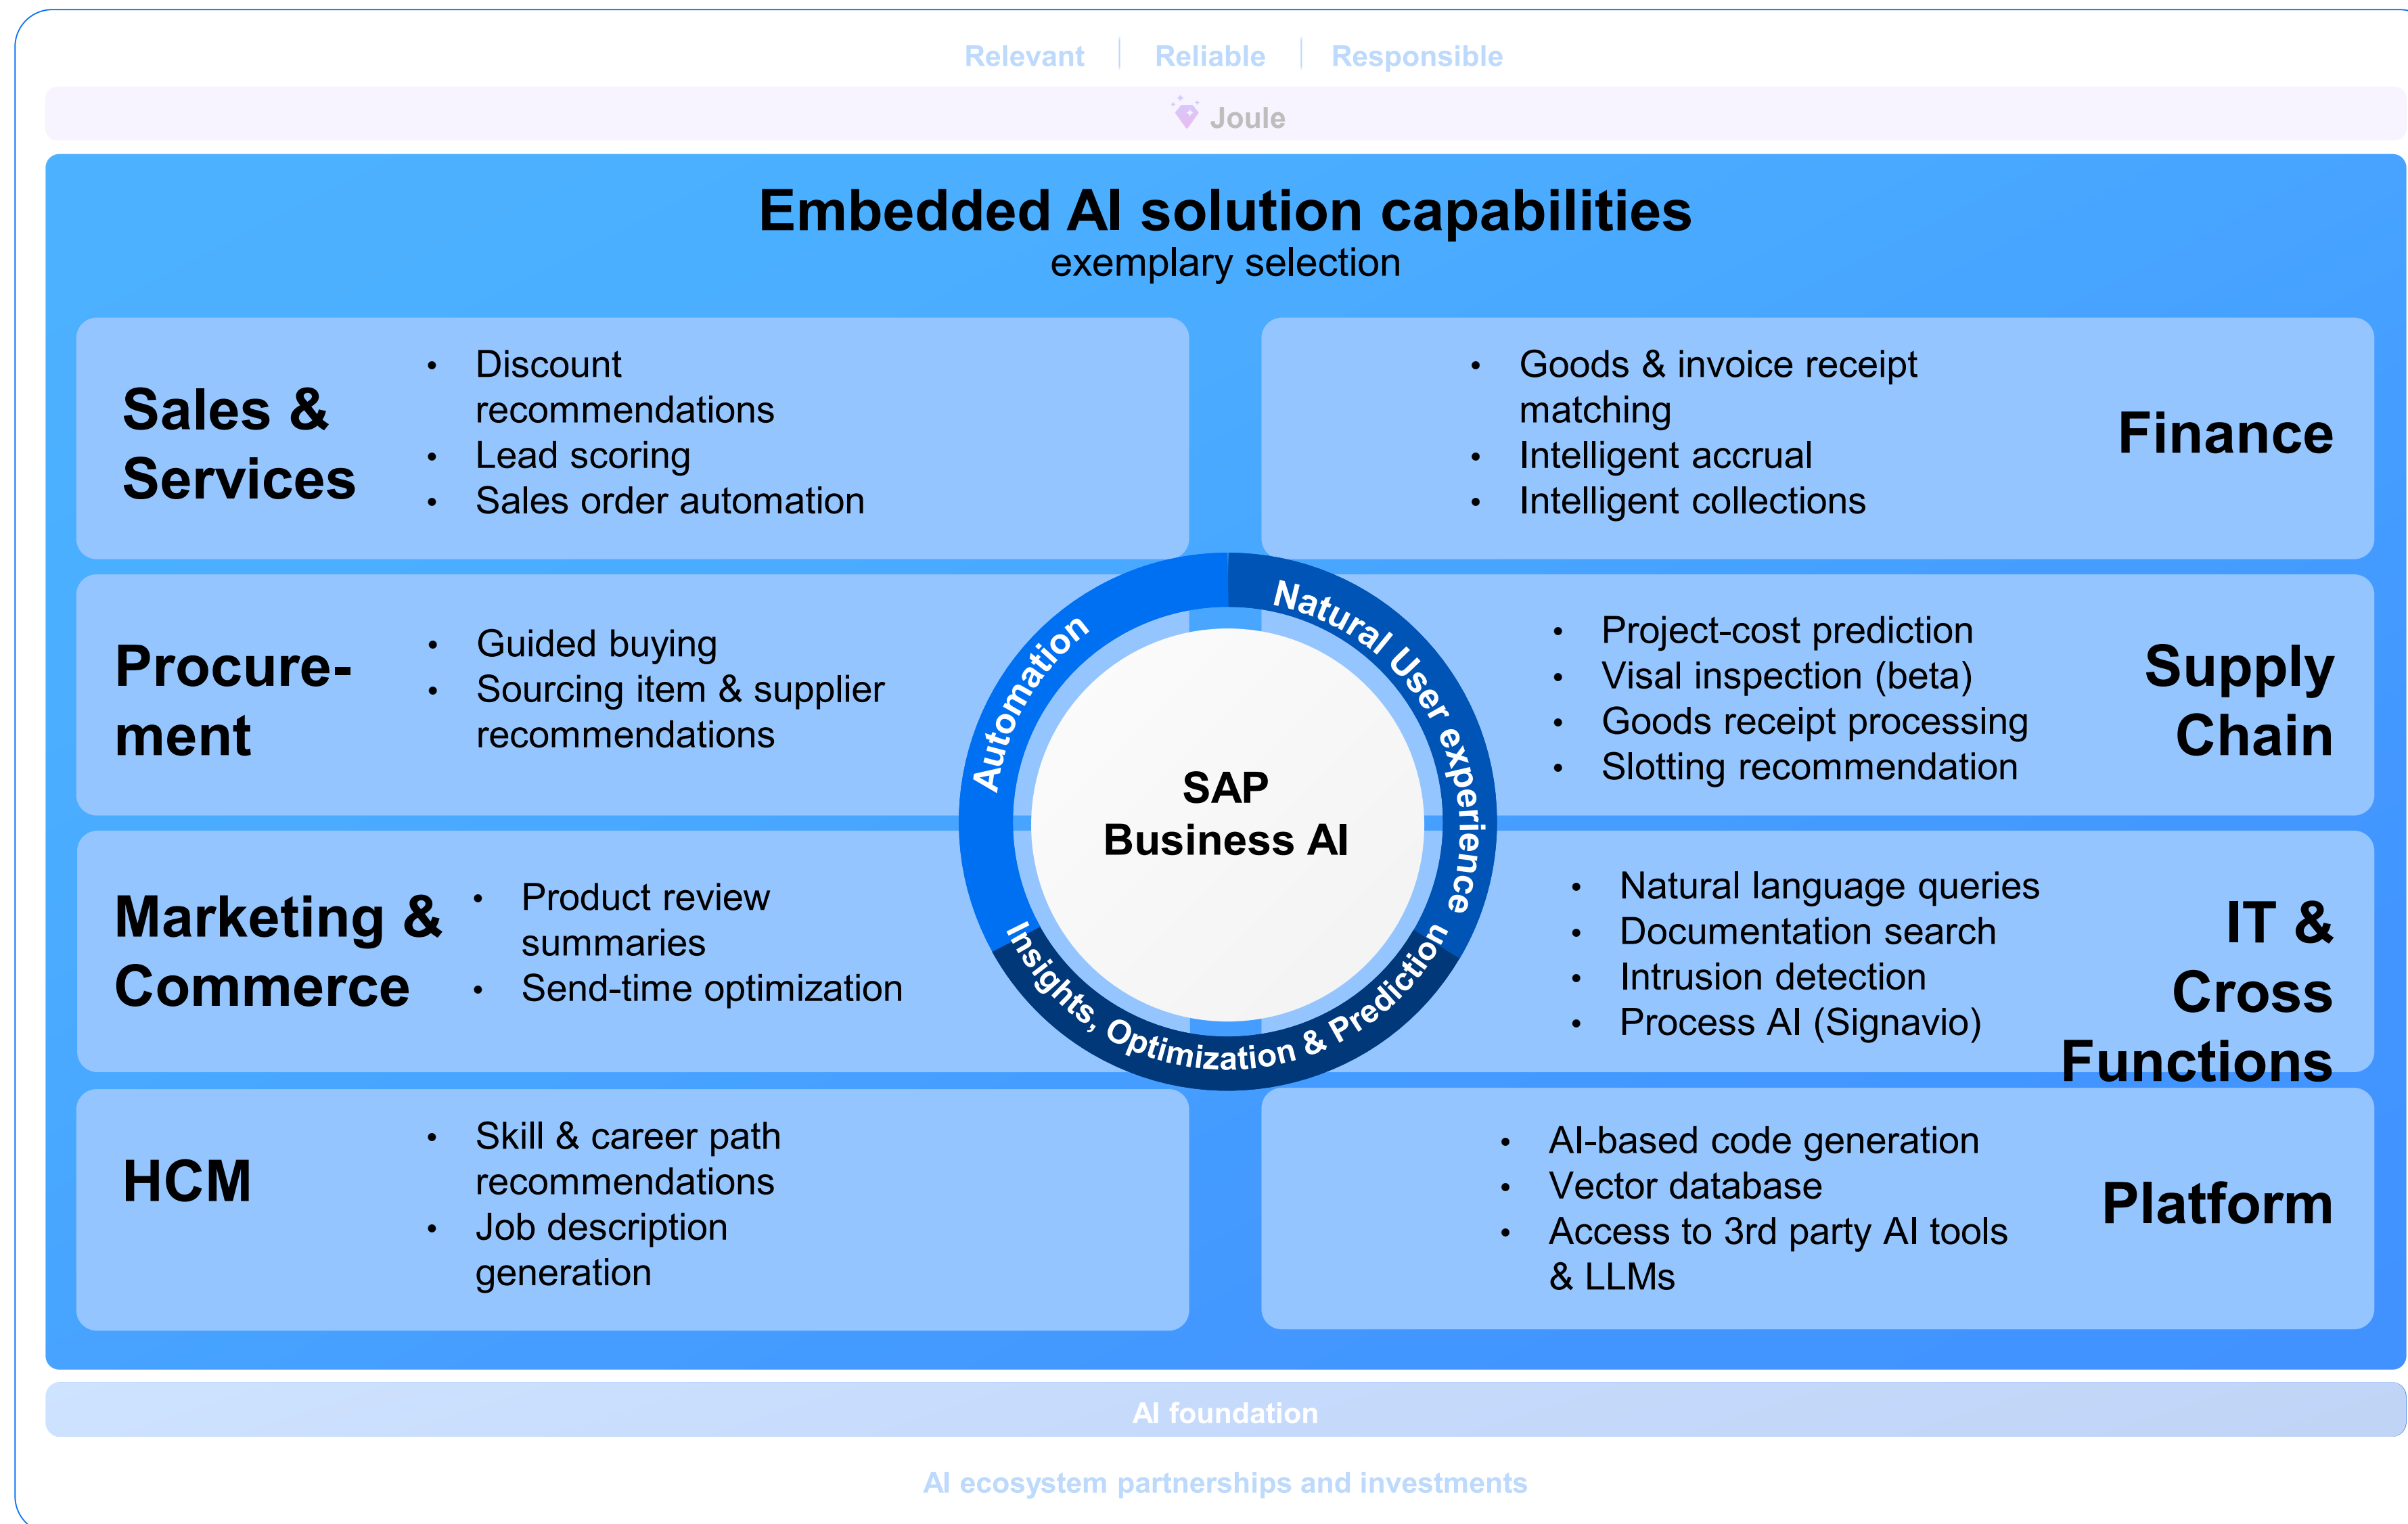 Relevant | Reliable | Responsible
Joule
Embedded AI solution capabilities
exemplary selection
Sales &
Services
• Discount
recommendations
• Lead scoring
• Sales order automation
• Goods & invoice receipt
matching
• Intelligent accrual
• Intelligent collections
Finance
Procure-
ment
• Guided buying
• Sourcing item & supplier
recommendations
• Project-cost prediction
• Visal inspection (beta)
• Goods receipt processing
• Slotting recommendation
Supply
Chain
Automation
Natural User experience
Insights, Optimization & Prediction
SAP
Business AI
Marketing &
Commerce
• Product review
summaries
• Send-time optimization
• Natural language queries
• Documentation search
• Intrusion detection
• Process AI (Signavio)
IT &
Cross
Functions
HCM
• Skill & career path
recommendations
• Job description
generation
• AI-based code generation
• Vector database
• Access to 3rd party AI tools
& LLMs
Platform
AI foundation
AI ecosystem partnerships and investments